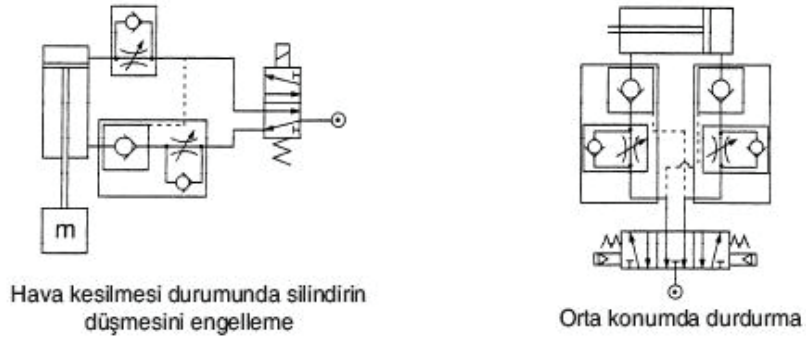 m
Hava kesilmesi durumunda silindirin
düşmesini engelleme
Orta konumda durdurma